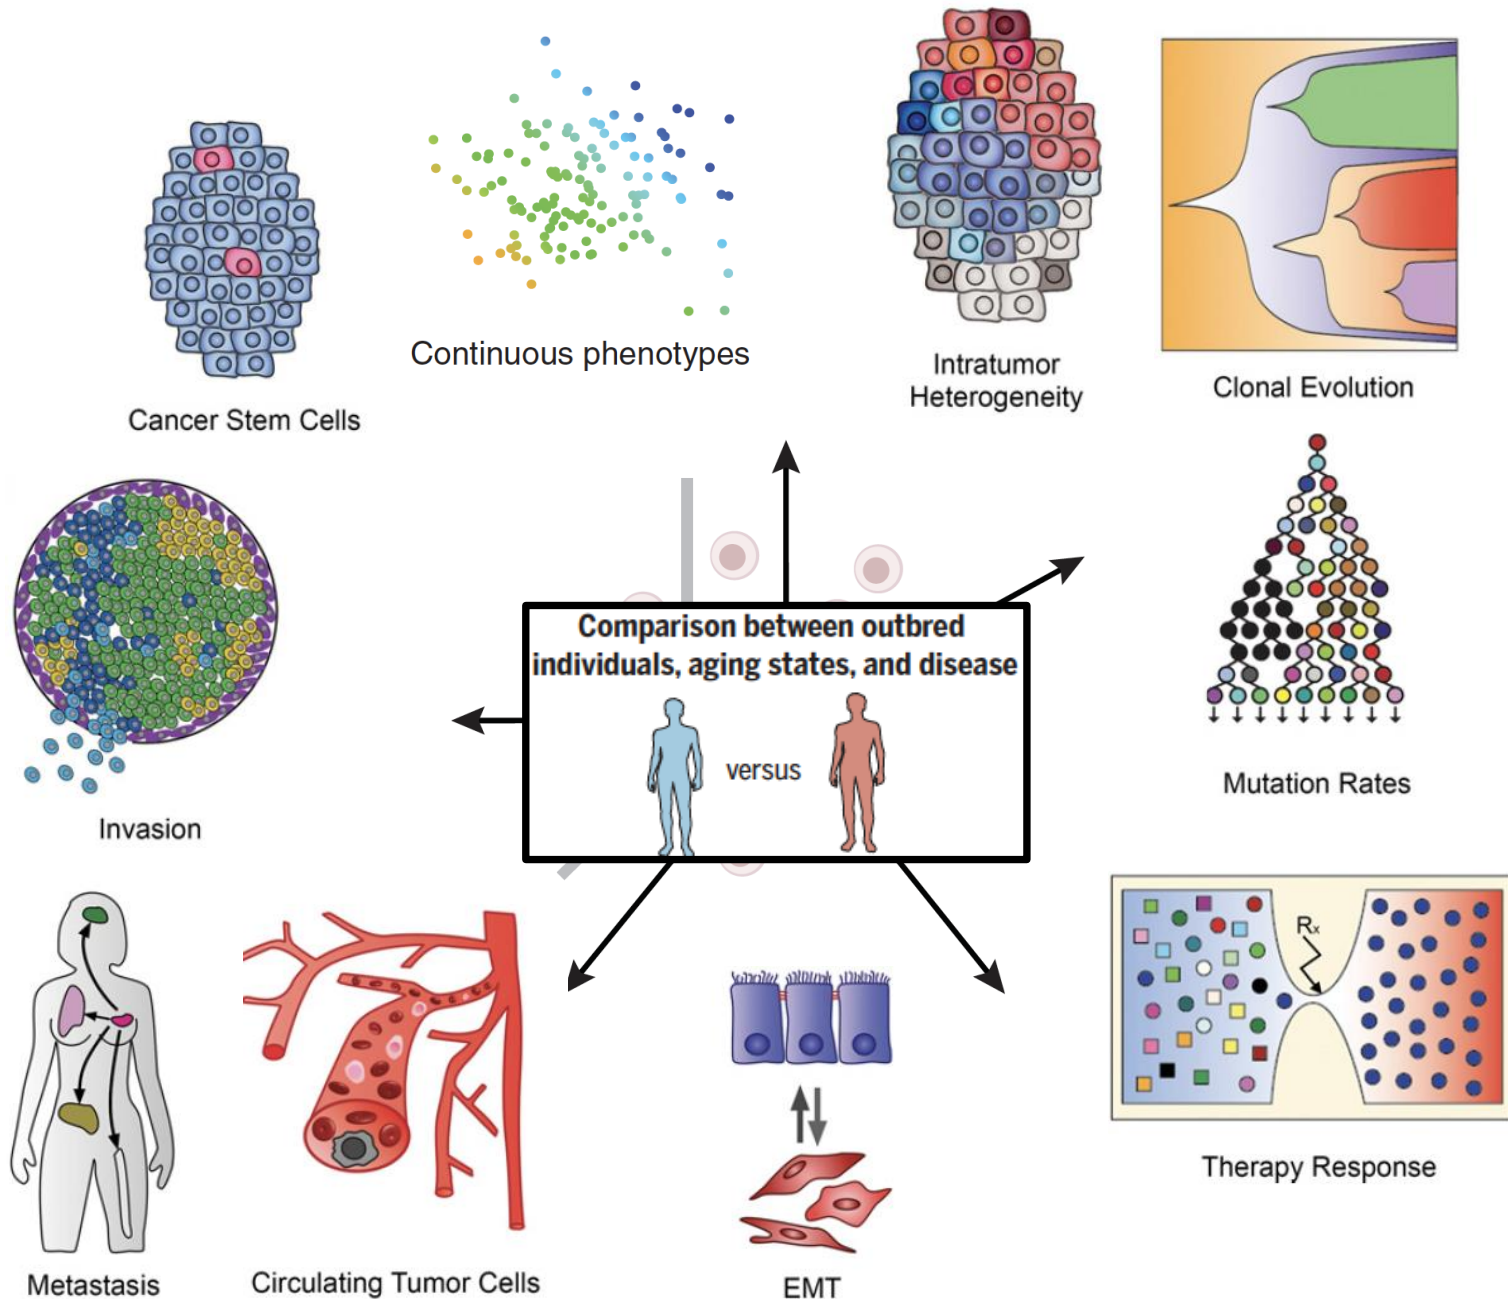 Continuous phenotypes
Intratumor
Heterogeneity
Clonal Evolution
Cancer Stem Cells
Comparison between outbred
individuals, aging states, and disease
versus
Mutation Rates
Invasion
Rx
Therapy Response
Metastasis
Circulating Tumor Cells
EMT